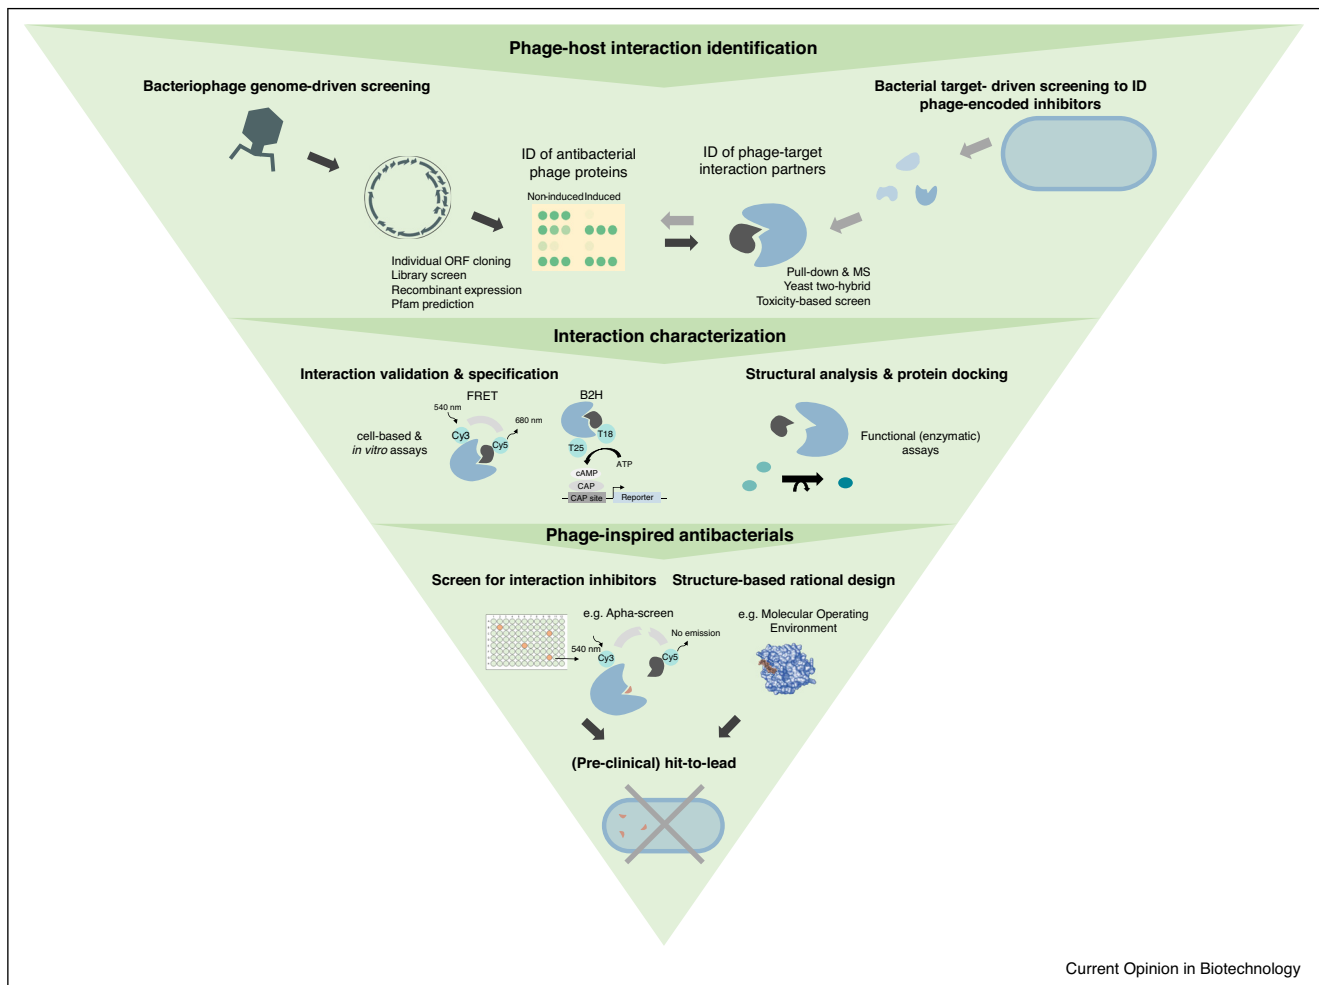 Phage-host interaction identification
Bacteriophage genome-driven screening
Bacterial target- driven screening to ID
phage-encoded inhibitors
ID of antibacterial
phage proteins
Non-induced Induced
ID of phage-target
interaction partners
Individual ORF cloning
Library screen
Recombinant expression
Pfam prediction
Pull-down & MS
Yeast two-hybrid
Toxicity-based screen
Interaction characterization
Interaction validation & specification
FRET
540 nm
680 nm
Cy3
Cy5
cell-based &
in vitro assays
B2H
T18
T25
ATP
cAMP
CAP
CAP site
Reporter
Structural analysis & protein docking
Functional (enzymatic)
assays
Phage-inspired antibacterials
Screen for interaction inhibitors
e.g. Apha-screen
540 nm
No emission
Cy3
Cy5
Structure-based rational design
e.g. Molecular Operating
Environment
(Pre-clinical) hit-to-lead
Current Opinion in Biotechnology